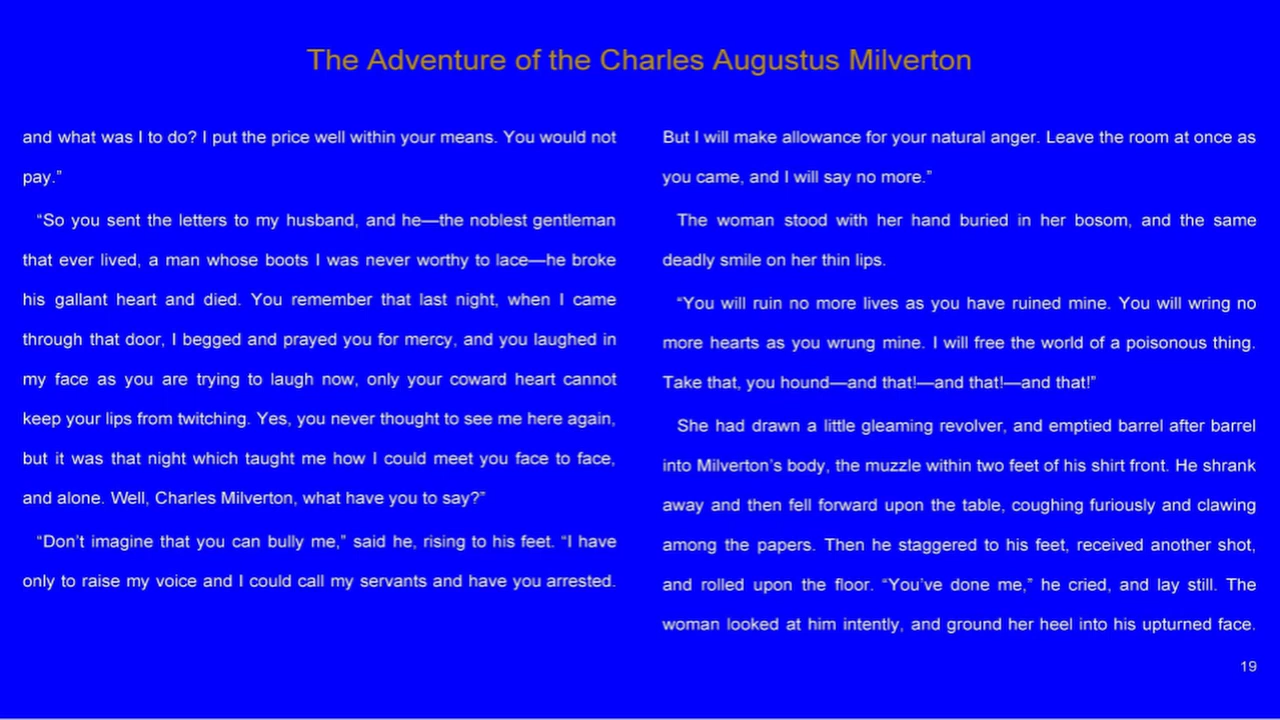 The Adventure of the Charles Augustus Milverton
and what was I to do? I put the price well within your means. You would not
pay.”
“So you sent the letters to my husband, and he—the noblest gentleman
that ever lived, a man whose boots I was never worthy to lace—he broke
his gallant heart and died. You remember that last night, when I came
through that door, I begged and prayed you for mercy, and you laughed in
my face as you are trying to laugh now, only your coward heart cannot
keep your lips from twitching. Yes, you never thought to see me here again,
but it was that night which taught me how I could meet you face to face,
and alone. Well, Charles Milverton, what have you to say?”
“Don’t imagine that you can bully me,” said he, rising to his feet. “I have
only to raise my voice and I could call my servants and have you arrested.
But I will make allowance for your natural anger. Leave the room at once as
you came, and I will say no more.”
The woman stood with her hand buried in her bosom, and the same
deadly smile on her thin lips.
“You will ruin no more lives as you have ruined mine. You will wring no
more hearts as you wrung mine. I will free the world of a poisonous thing.
Take that, you hound—and that!—and that!—and that!”
She had drawn a little gleaming revolver, and emptied barrel after barrel
into Milverton’s body, the muzzle within two feet of his shirt front. He shrank
away and then fell forward upon the table, coughing furiously and clawing
among the papers. Then he staggered to his feet, received another shot,
and rolled upon the floor. “You’ve done me,” he cried, and lay still. The
woman looked at him intently, and ground her heel into his upturned face.
19